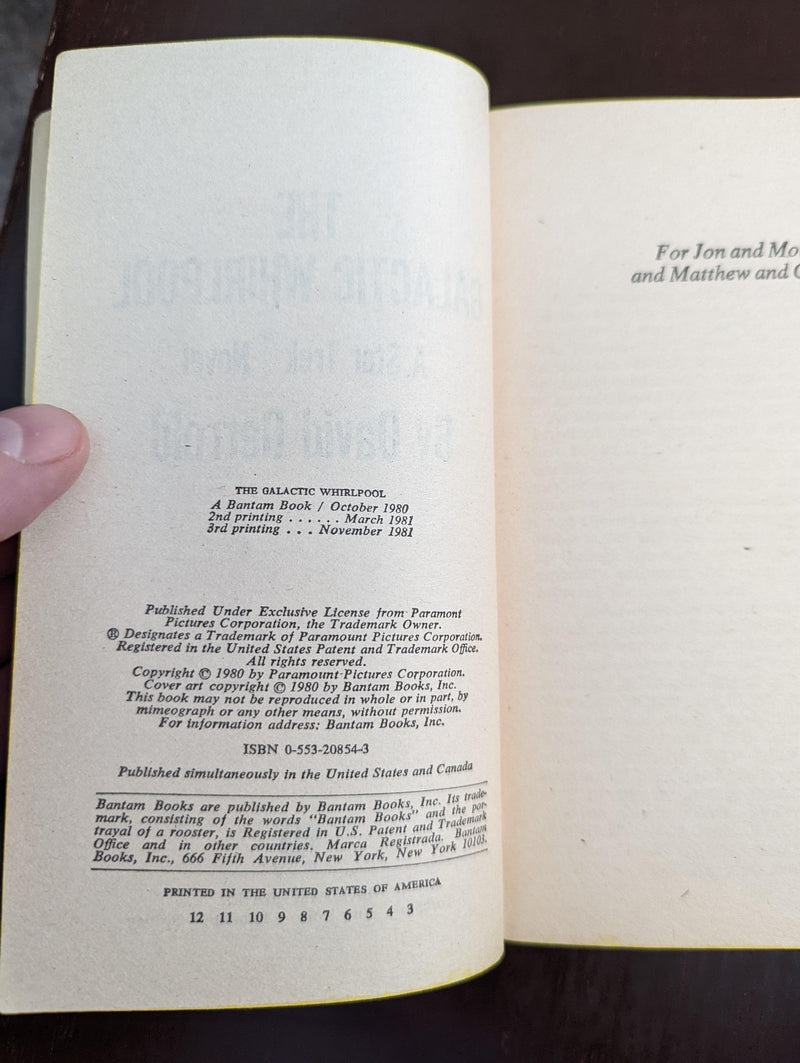 THE GALACTIC WHIRLPOOL
A Bantam Book / October 1980
2nd printing . . . . . . March 1981
3rd printing . . . November 1981
Published Under Exclusive License from Paramount
Pictures Corporation, the Trademark Owner.
® Designates a Trademark of Paramount Pictures Corporation.
Registered in the United States Patent and Trademark Office.
All rights reserved.
Copyright © 1980 by Paramount Pictures Corporation.
Cover art copyright © 1980 by Bantam Books, Inc.
This book may not be reproduced in whole or in part, by
mimeograph or any other means, without permission.
For information address: Bantam Books, Inc.
ISBN 0-553-20854-3
Published simultaneously in the United States and Canada
Bantam Books are published by Bantam Books, Inc. Its trade-
mark, consisting of the words "Bantam Books" and the por-
trayal of a rooster, is Registered in U.S. Patent and Trademark
Office and in other countries. Marca Registrada. Bantam
Books, Inc., 666 Fifth Avenue, New York, New York 10103.
PRINTED IN THE UNITED STATES OF AMERICA
12 11 10 9 8 7 6 5 4 3
For Jon and
and Matthew and